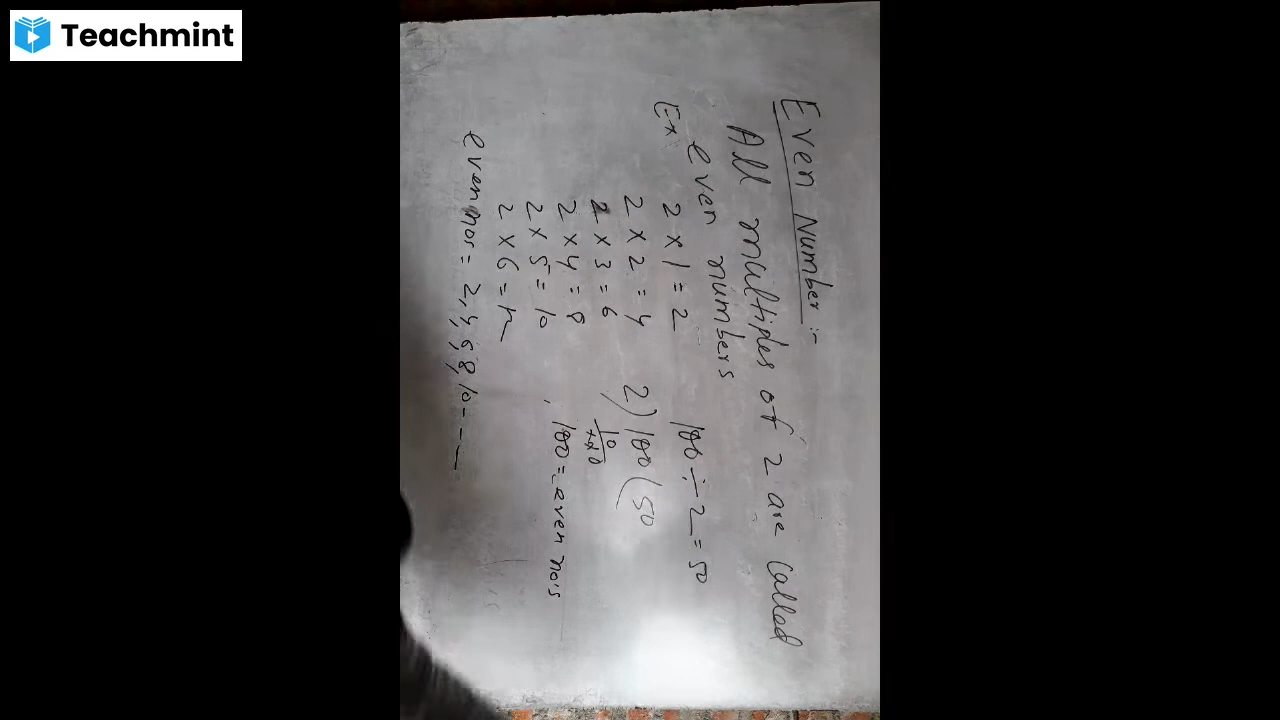 Teachmint
Even Number :-
All multiples of 2 are called
even numbers
Ex 2 × 1 = 2
2 × 2 = 4
2 × 3 = 6
2 × 4 = 8
2 × 5 = 10
2 × 6 = 12
even nos = 2, 4, 6, 8, 10 - - —
100 ÷ 2 = 50
2) 100 ( 50
10
××0
100 = even no's